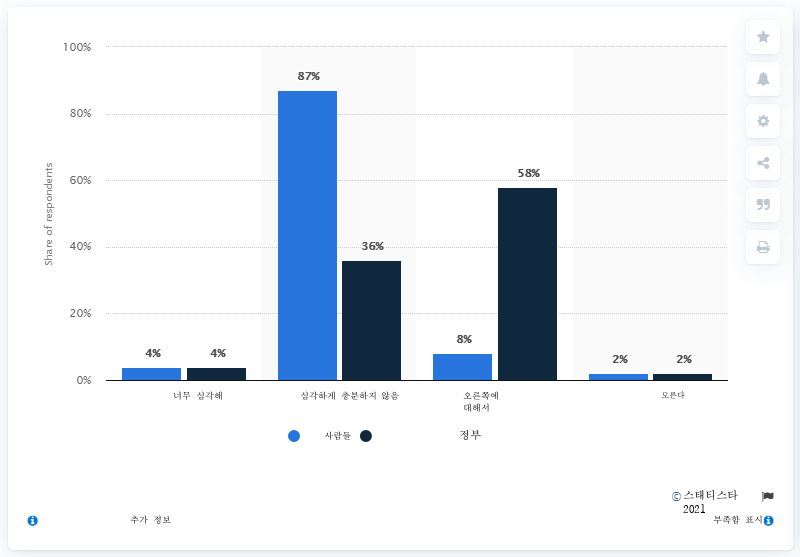 100%
87%
80%
Share of respondents
60%
58%
40%
36%
20%
4%
4%
8%
2%
2%
0%
너무 심각해
심각하게 충분하지 않음
오른쪽에
대해서
모른다
사람들
정부
© 스태티스타
2021
추가 정보
부족함 표시